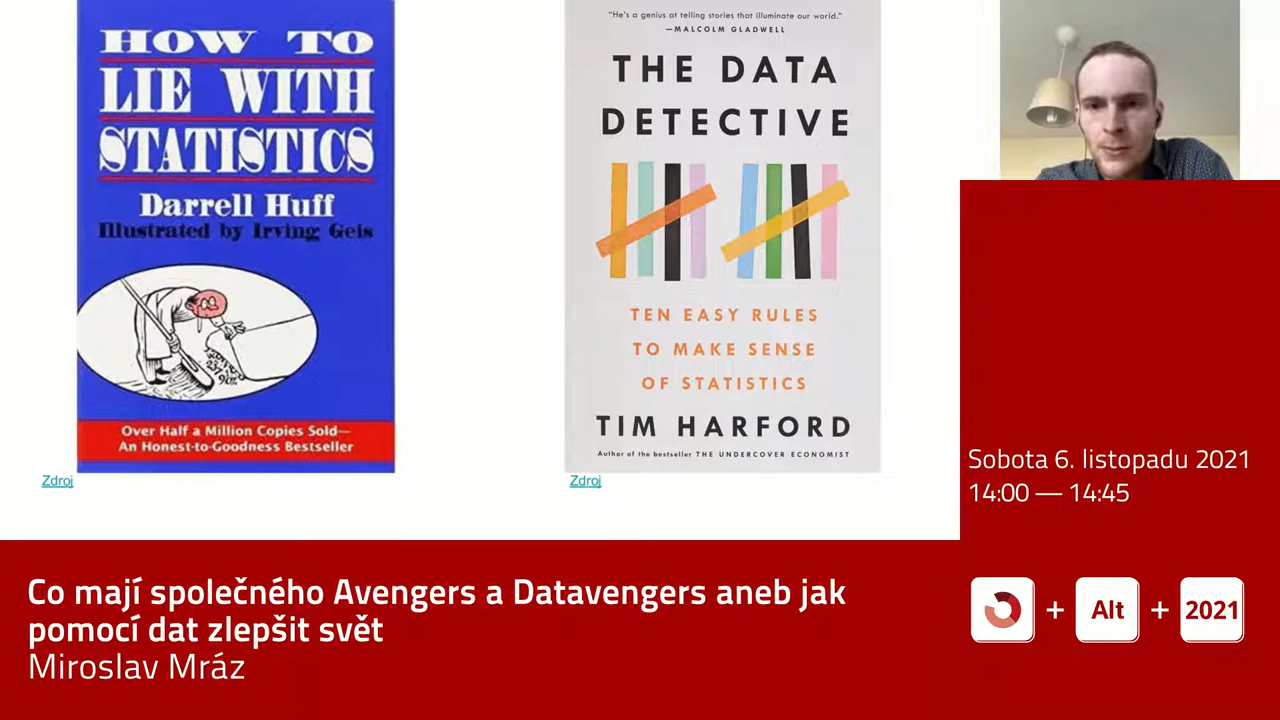 HOW TO
LIE WITH
STATISTICS
Darrell Huff
Illustrated by Irving Geis
Over Half a Million Copies Sold—
An Honest-to-Goodness Bestseller
Zdroj
"He's a genius at telling stories that illuminate our world."
—MALCOLM GLADWELL
THE DATA
DETECTIVE
TEN EASY RULES
TO MAKE SENSE
OF STATISTICS
TIM HARFORD
Author of the bestseller THE UNDERCOVER ECONOMIST
Zdroj
Sobota 6. listopadu 2021
14:00 — 14:45
Co mají společného Avengers a Datavengers aneb jak
pomocí dat zlepšit svět
Miroslav Mráz
+ Alt + 2021